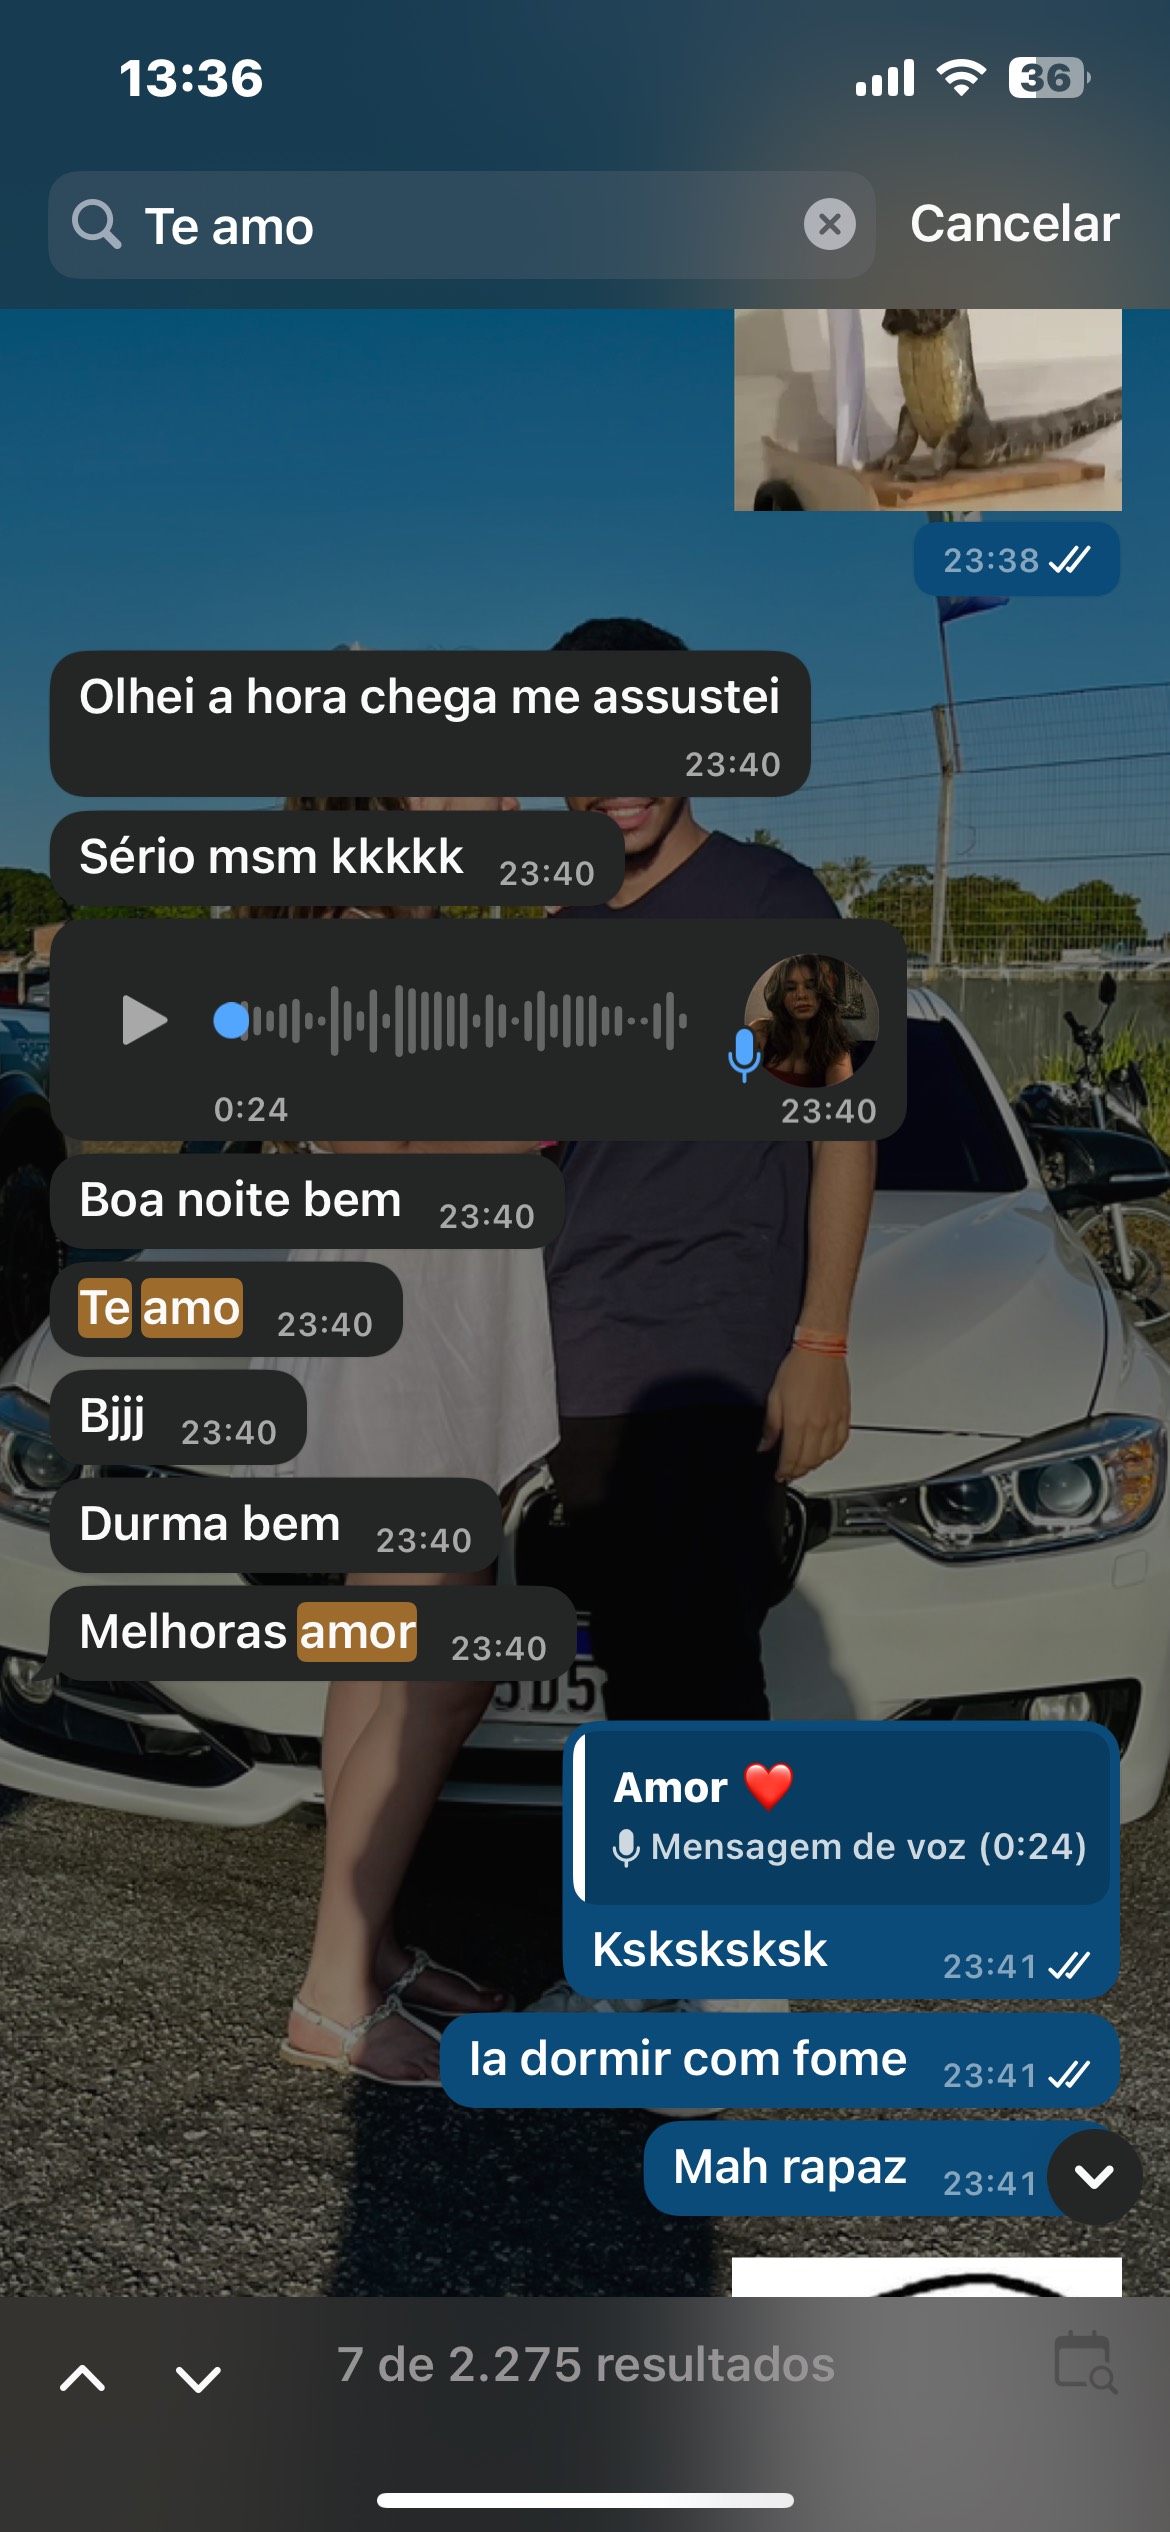 13:36
36
Te amo
Cancelar
23:38
Olhei a hora chega me assustei
23:40
Sério msm kkkkk 23:40
0:24
23:40
Boa noite bem 23:40
Te amo 23:40
Bjjj 23:40
Durma bem 23:40
Melhoras amor 23:40
Amor ❤️
Mensagem de voz (0:24)
Ksksksksk 23:41
Ia dormir com fome 23:41
Mah rapaz 23:41
7 de 2.275 resultados